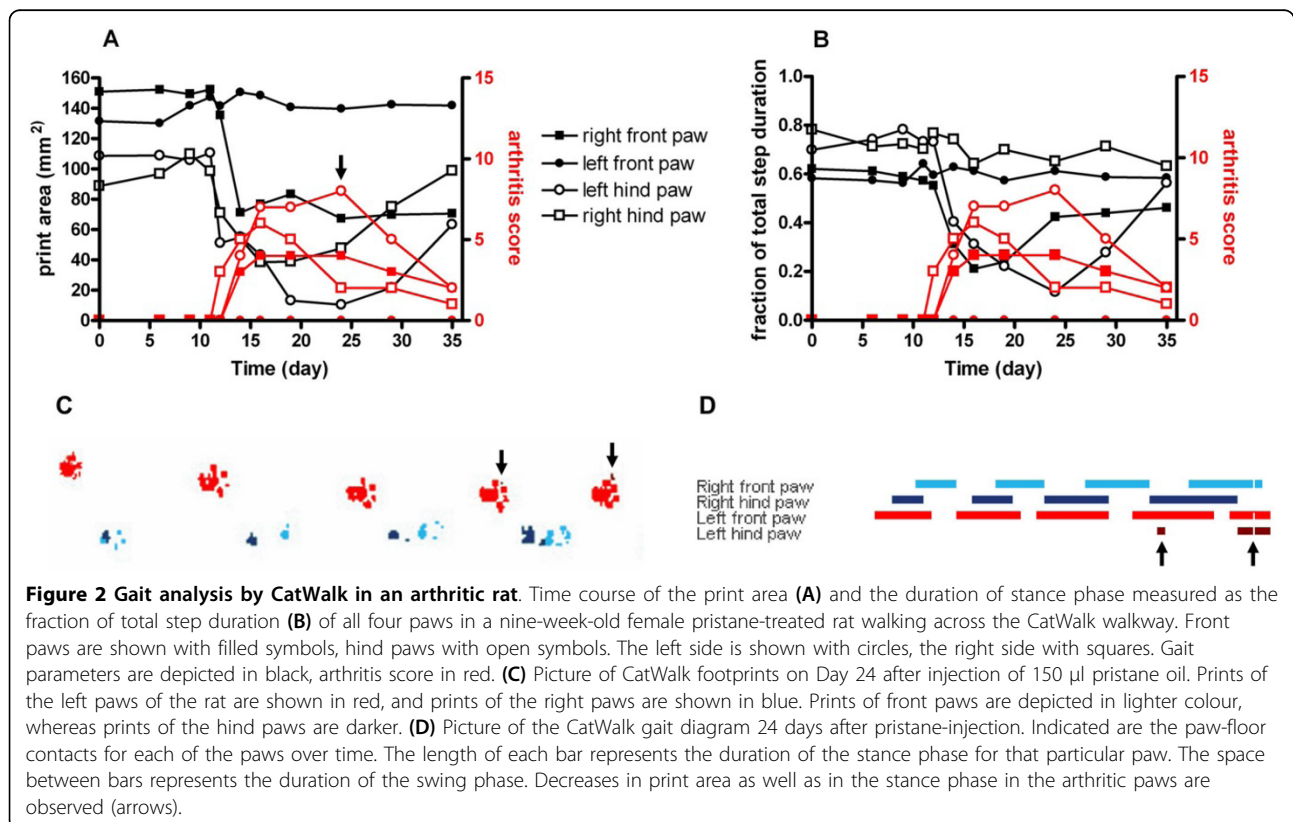 A
B
160
140
120
100
80
60
40
20
0
print area (mm²)
15
10
5
0
arthritis score
0 5 10 15 20 25 30 35
Time (day)
right front paw
left front paw
left hind paw
right hind paw
1.0
0.8
0.6
0.4
0.2
0.0
fraction of total step duration
15
10
5
0
arthritis score
0 5 10 15 20 25 30 35
Time (day)
C
D
Right front paw
Right hind paw
Left front paw
Left hind paw
Figure 2 Gait analysis by CatWalk in an arthritic rat. Time course of the print area (A) and the duration of stance phase measured as the
fraction of total step duration (B) of all four paws in a nine-week-old female pristane-treated rat walking across the CatWalk walkway. Front
paws are shown with filled symbols, hind paws with open symbols. The left side is shown with circles, the right side with squares. Gait
parameters are depicted in black, arthritis score in red. (C) Picture of CatWalk footprints on Day 24 after injection of 150 μl pristane oil. Prints of
the left paws of the rat are shown in red, and prints of the right paws are shown in blue. Prints of front paws are depicted in lighter colour,
whereas prints of the hind paws are darker. (D) Picture of the CatWalk gait diagram 24 days after pristane-injection. Indicated are the paw-floor
contacts for each of the paws over time. The length of each bar represents the duration of the stance phase for that particular paw. The space
between bars represents the duration of the swing phase. Decreases in print area as well as in the stance phase in the arthritic paws are
observed (arrows).